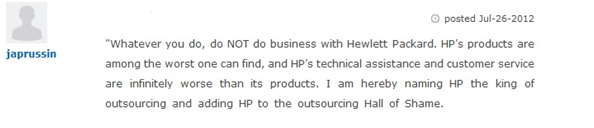 posted Jul-26-2012
japrussin
"Whatever you do, do NOT do business with Hewlett Packard. HP's products are
among the worst one can find, and HP's technical assistance and customer service
are infinitely worse than its products. I am hereby naming HP the king of
outsourcing and adding HP to the outsourcing Hall of Shame.